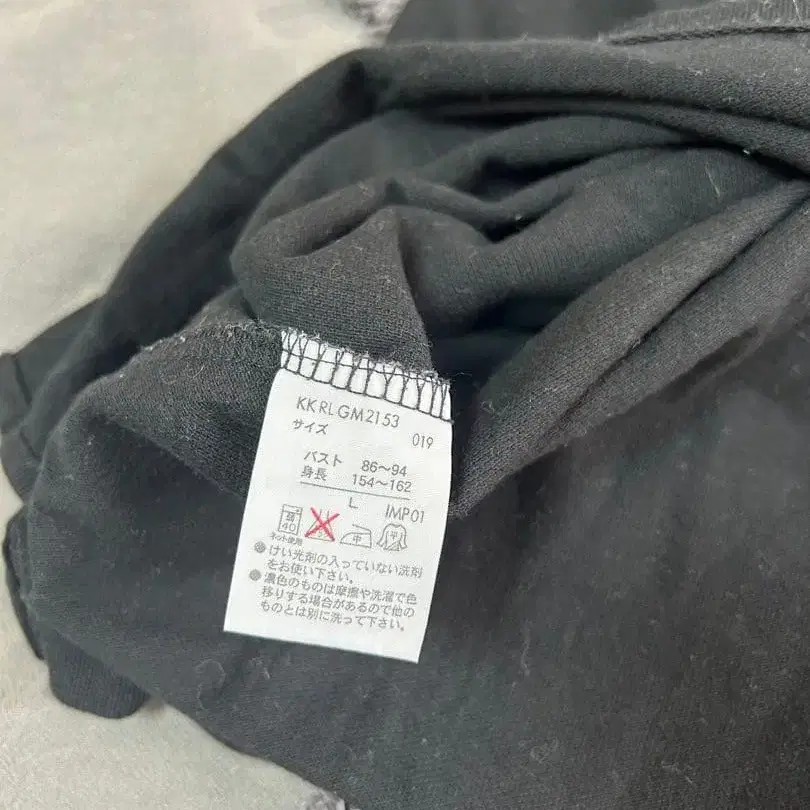 KKRLGM2153
サイズ 019
バスト 86～94
身長 154～162
L IMP01
弱
40
中
平
ネット使用
●けい光剤の入っていない洗剤
をお使い下さい。
●濃色のものは摩擦や洗濯で色
移りする場合があるので他の
ものとは別に洗って下さい。